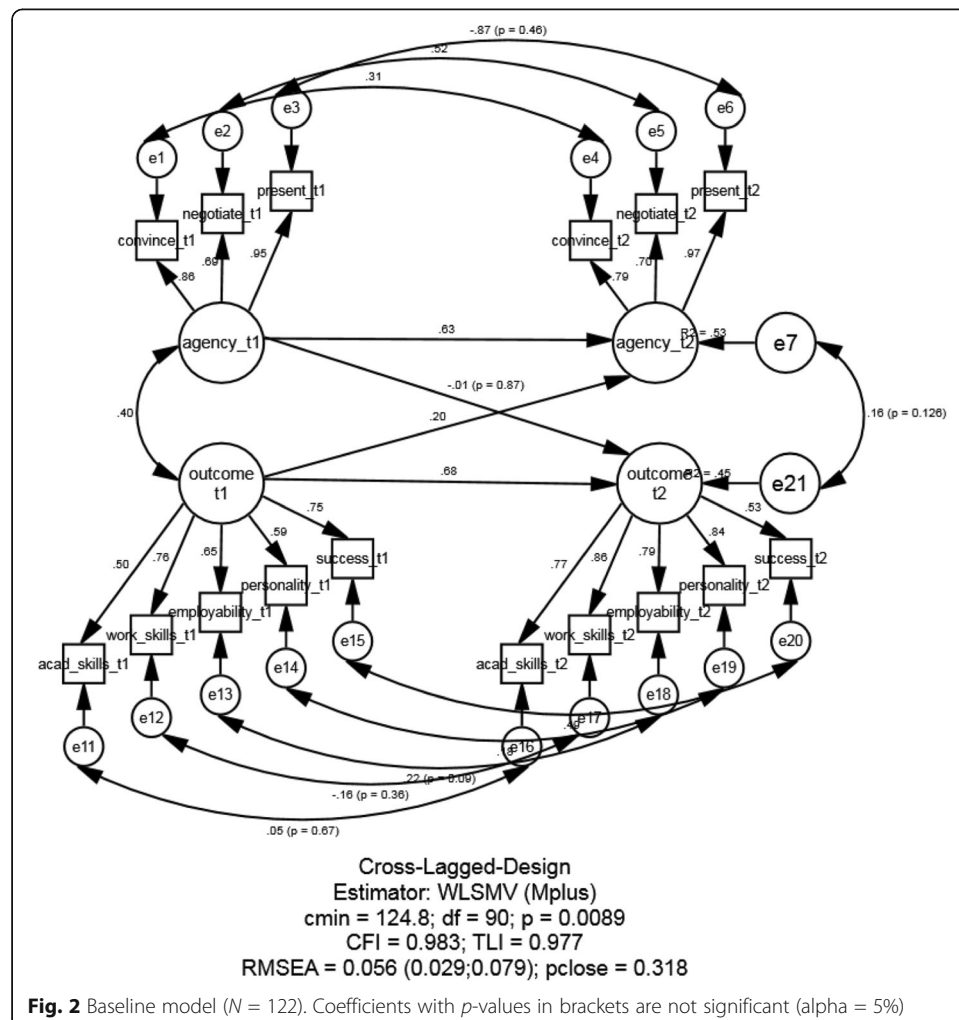 -.87 (p = 0.46)
.52
.31
e3
e6
e2
e5
e1
e4
present_t1
present_t2
negotiate_t1
negotiate_t2
convince_t1
convince_t2
.86
.69
.95
.79
.70
.97
agency_t1
.63
agency_t2
R2 = .53
e7
-.01 (p = 0.87)
.40
.20
.16 (p = 0.126)
outcome
t1
.68
outcome
t2
R2 = .45
e21
.50
.76
.65
.59
.75
.77
.86
.79
.84
.53
success_t1
success_t2
personality_t1
personality_t2
employability_t1
employability_t2
work_skills_t1
work_skills_t2
acad_skills_t1
acad_skills_t2
e15
e20
e14
e19
e13
e18
e12
e17
e11
e16
.49
.18
.22 (p = 0.09)
-.16 (p = 0.36)
.05 (p = 0.67)
Cross-Lagged-Design
Estimator: WLSMV (Mplus)
cmin = 124.8; df = 90; p = 0.0089
CFI = 0.983; TLI = 0.977
RMSEA = 0.056 (0.029;0.079); pclose = 0.318
Fig. 2 Baseline model (N = 122). Coefficients with p-values in brackets are not significant (alpha = 5%)